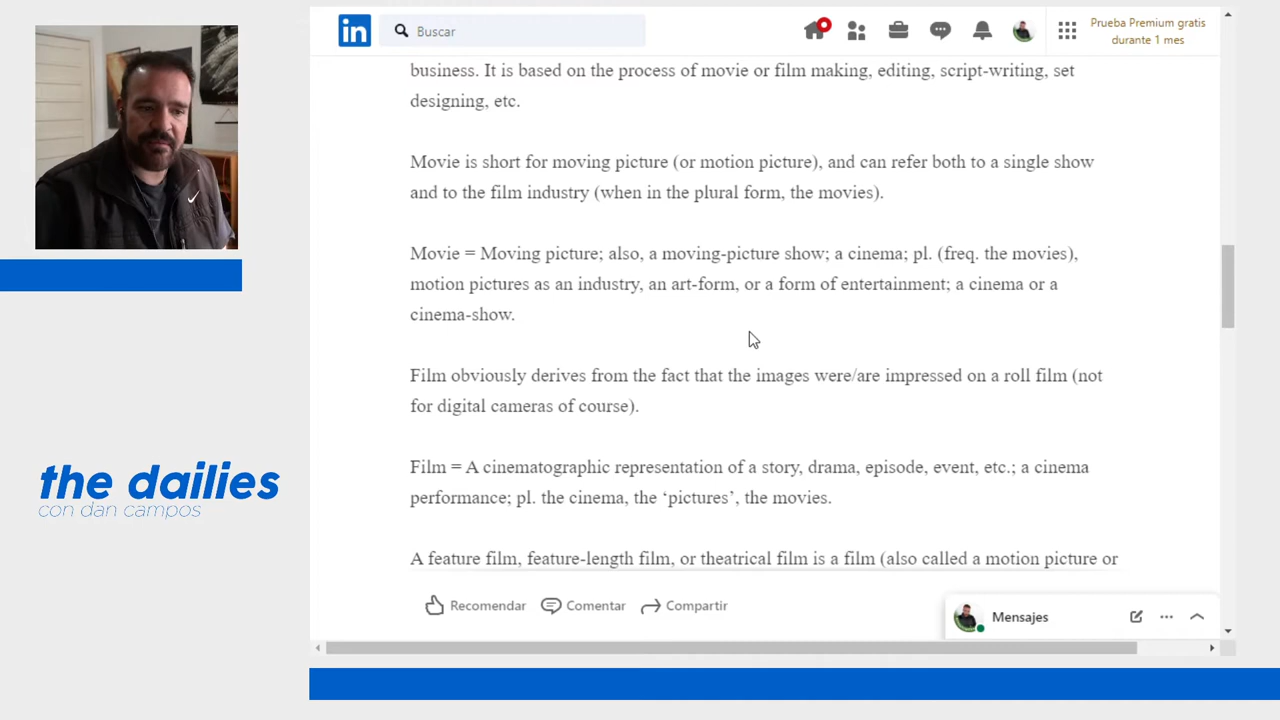 in
Buscar
Prueba Premium gratis
durante 1 mes
business. It is based on the process of movie or film making, editing, script-writing, set
designing, etc.
Movie is short for moving picture (or motion picture), and can refer both to a single show
and to the film industry (when in the plural form, the movies).
Movie = Moving picture; also, a moving-picture show; a cinema; pl. (freq. the movies),
motion pictures as an industry, an art-form, or a form of entertainment; a cinema or a
cinema-show.
Film obviously derives from the fact that the images were/are impressed on a roll film (not
for digital cameras of course).
Film = A cinematographic representation of a story, drama, episode, event, etc.; a cinema
performance; pl. the cinema, the ‘pictures’, the movies.
A feature film, feature-length film, or theatrical film is a film (also called a motion picture or
Recomendar
Comentar
Compartir
Mensajes
the dailies
con dan campos